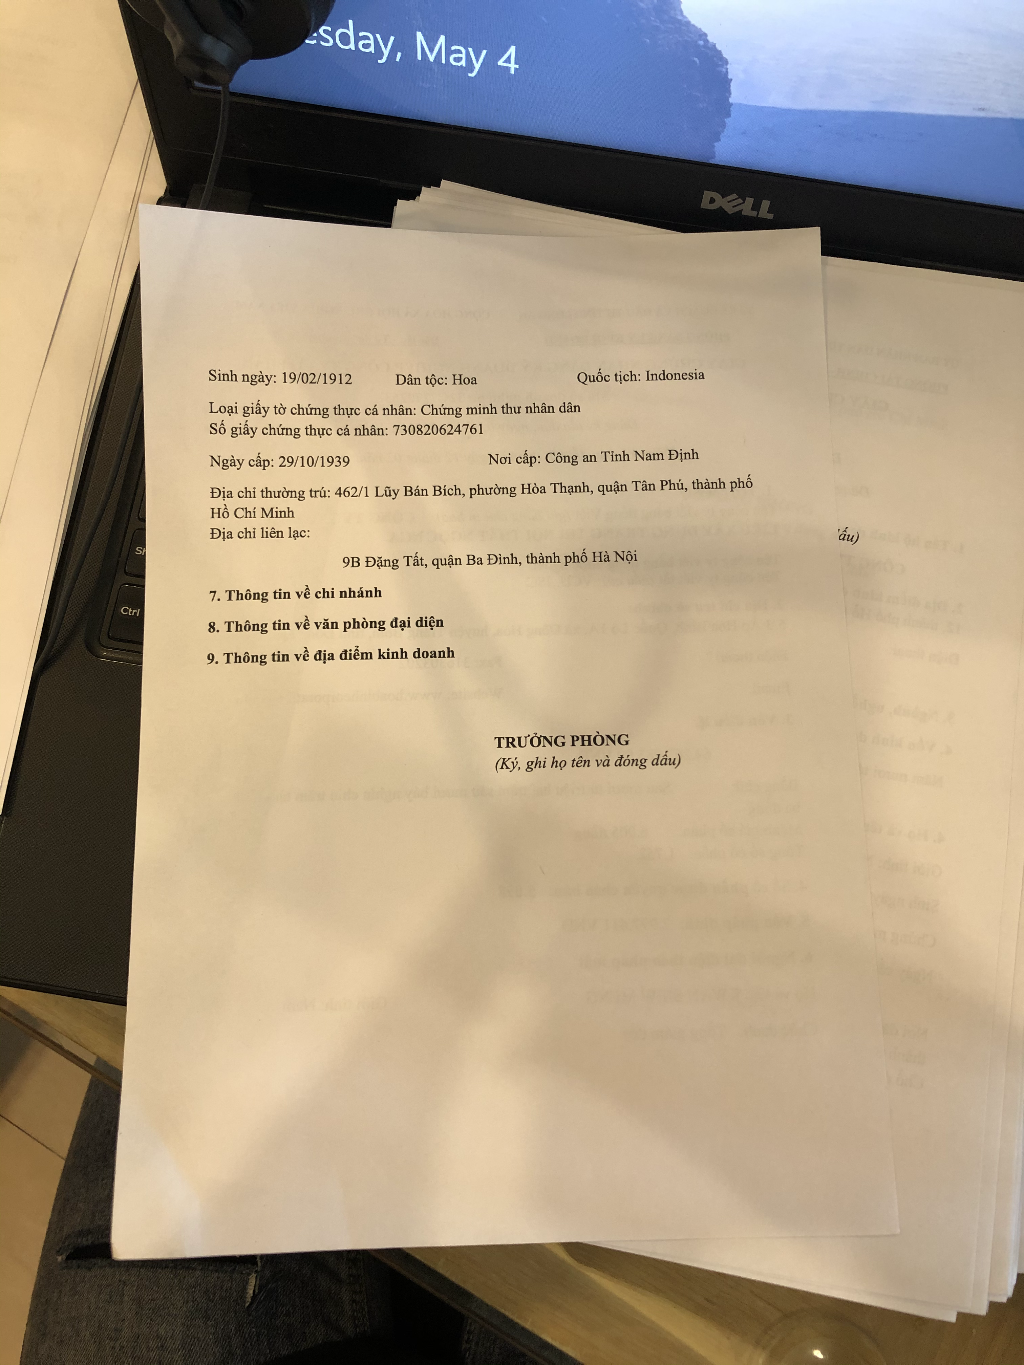 esday, May 4
DELL
Sinh ngày: 19/02/1912 Dân tộc: Hoa Quốc tịch: Indonesia
Loại giấy tờ chứng thực cá nhân: Chứng minh thư nhân dân
Số giấy chứng thực cá nhân: 730820624761
Ngày cấp: 29/10/1939 Nơi cấp: Công an Tỉnh Nam Định
Địa chỉ thường trú: 462/1 Lũy Bán Bích, phường Hòa Thạnh, quận Tân Phú, thành phố
Hồ Chí Minh
Địa chỉ liên lạc:
9B Đặng Tất, quận Ba Đình, thành phố Hà Nội
7. Thông tin về chi nhánh
8. Thông tin về văn phòng đại diện
9. Thông tin về địa điểm kinh doanh
TRƯỞNG PHÒNG
(Ký, ghi họ tên và đóng dấu)
dấu)
Ctrl